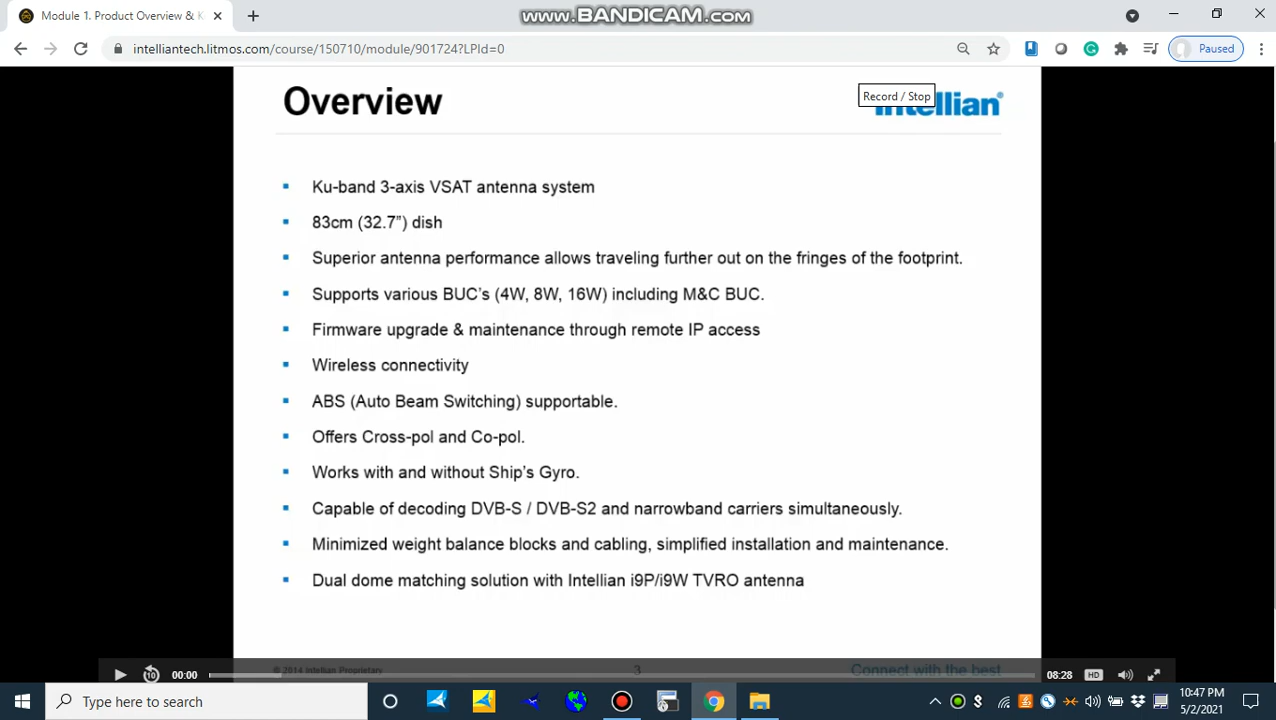 Module 1. Product Overview & K
www.BANDICAM.com
intelliantech.litmos.com/course/150710/module/901724?LPId=0
Paused
Overview
Record / Stop
intellian®
Ku-band 3-axis VSAT antenna system
83cm (32.7”) dish
Superior antenna performance allows traveling further out on the fringes of the footprint.
Supports various BUC’s (4W, 8W, 16W) including M&C BUC.
Firmware upgrade & maintenance through remote IP access
Wireless connectivity
ABS (Auto Beam Switching) supportable.
Offers Cross-pol and Co-pol.
Works with and without Ship’s Gyro.
Capable of decoding DVB-S / DVB-S2 and narrowband carriers simultaneously.
Minimized weight balance blocks and cabling, simplified installation and maintenance.
Dual dome matching solution with Intellian i9P/i9W TVRO antenna
© 2014 Intellian Proprietary
3
Connect with the best
10
00:00
08:28
HD
Type here to search
10:47 PM
5/2/2021